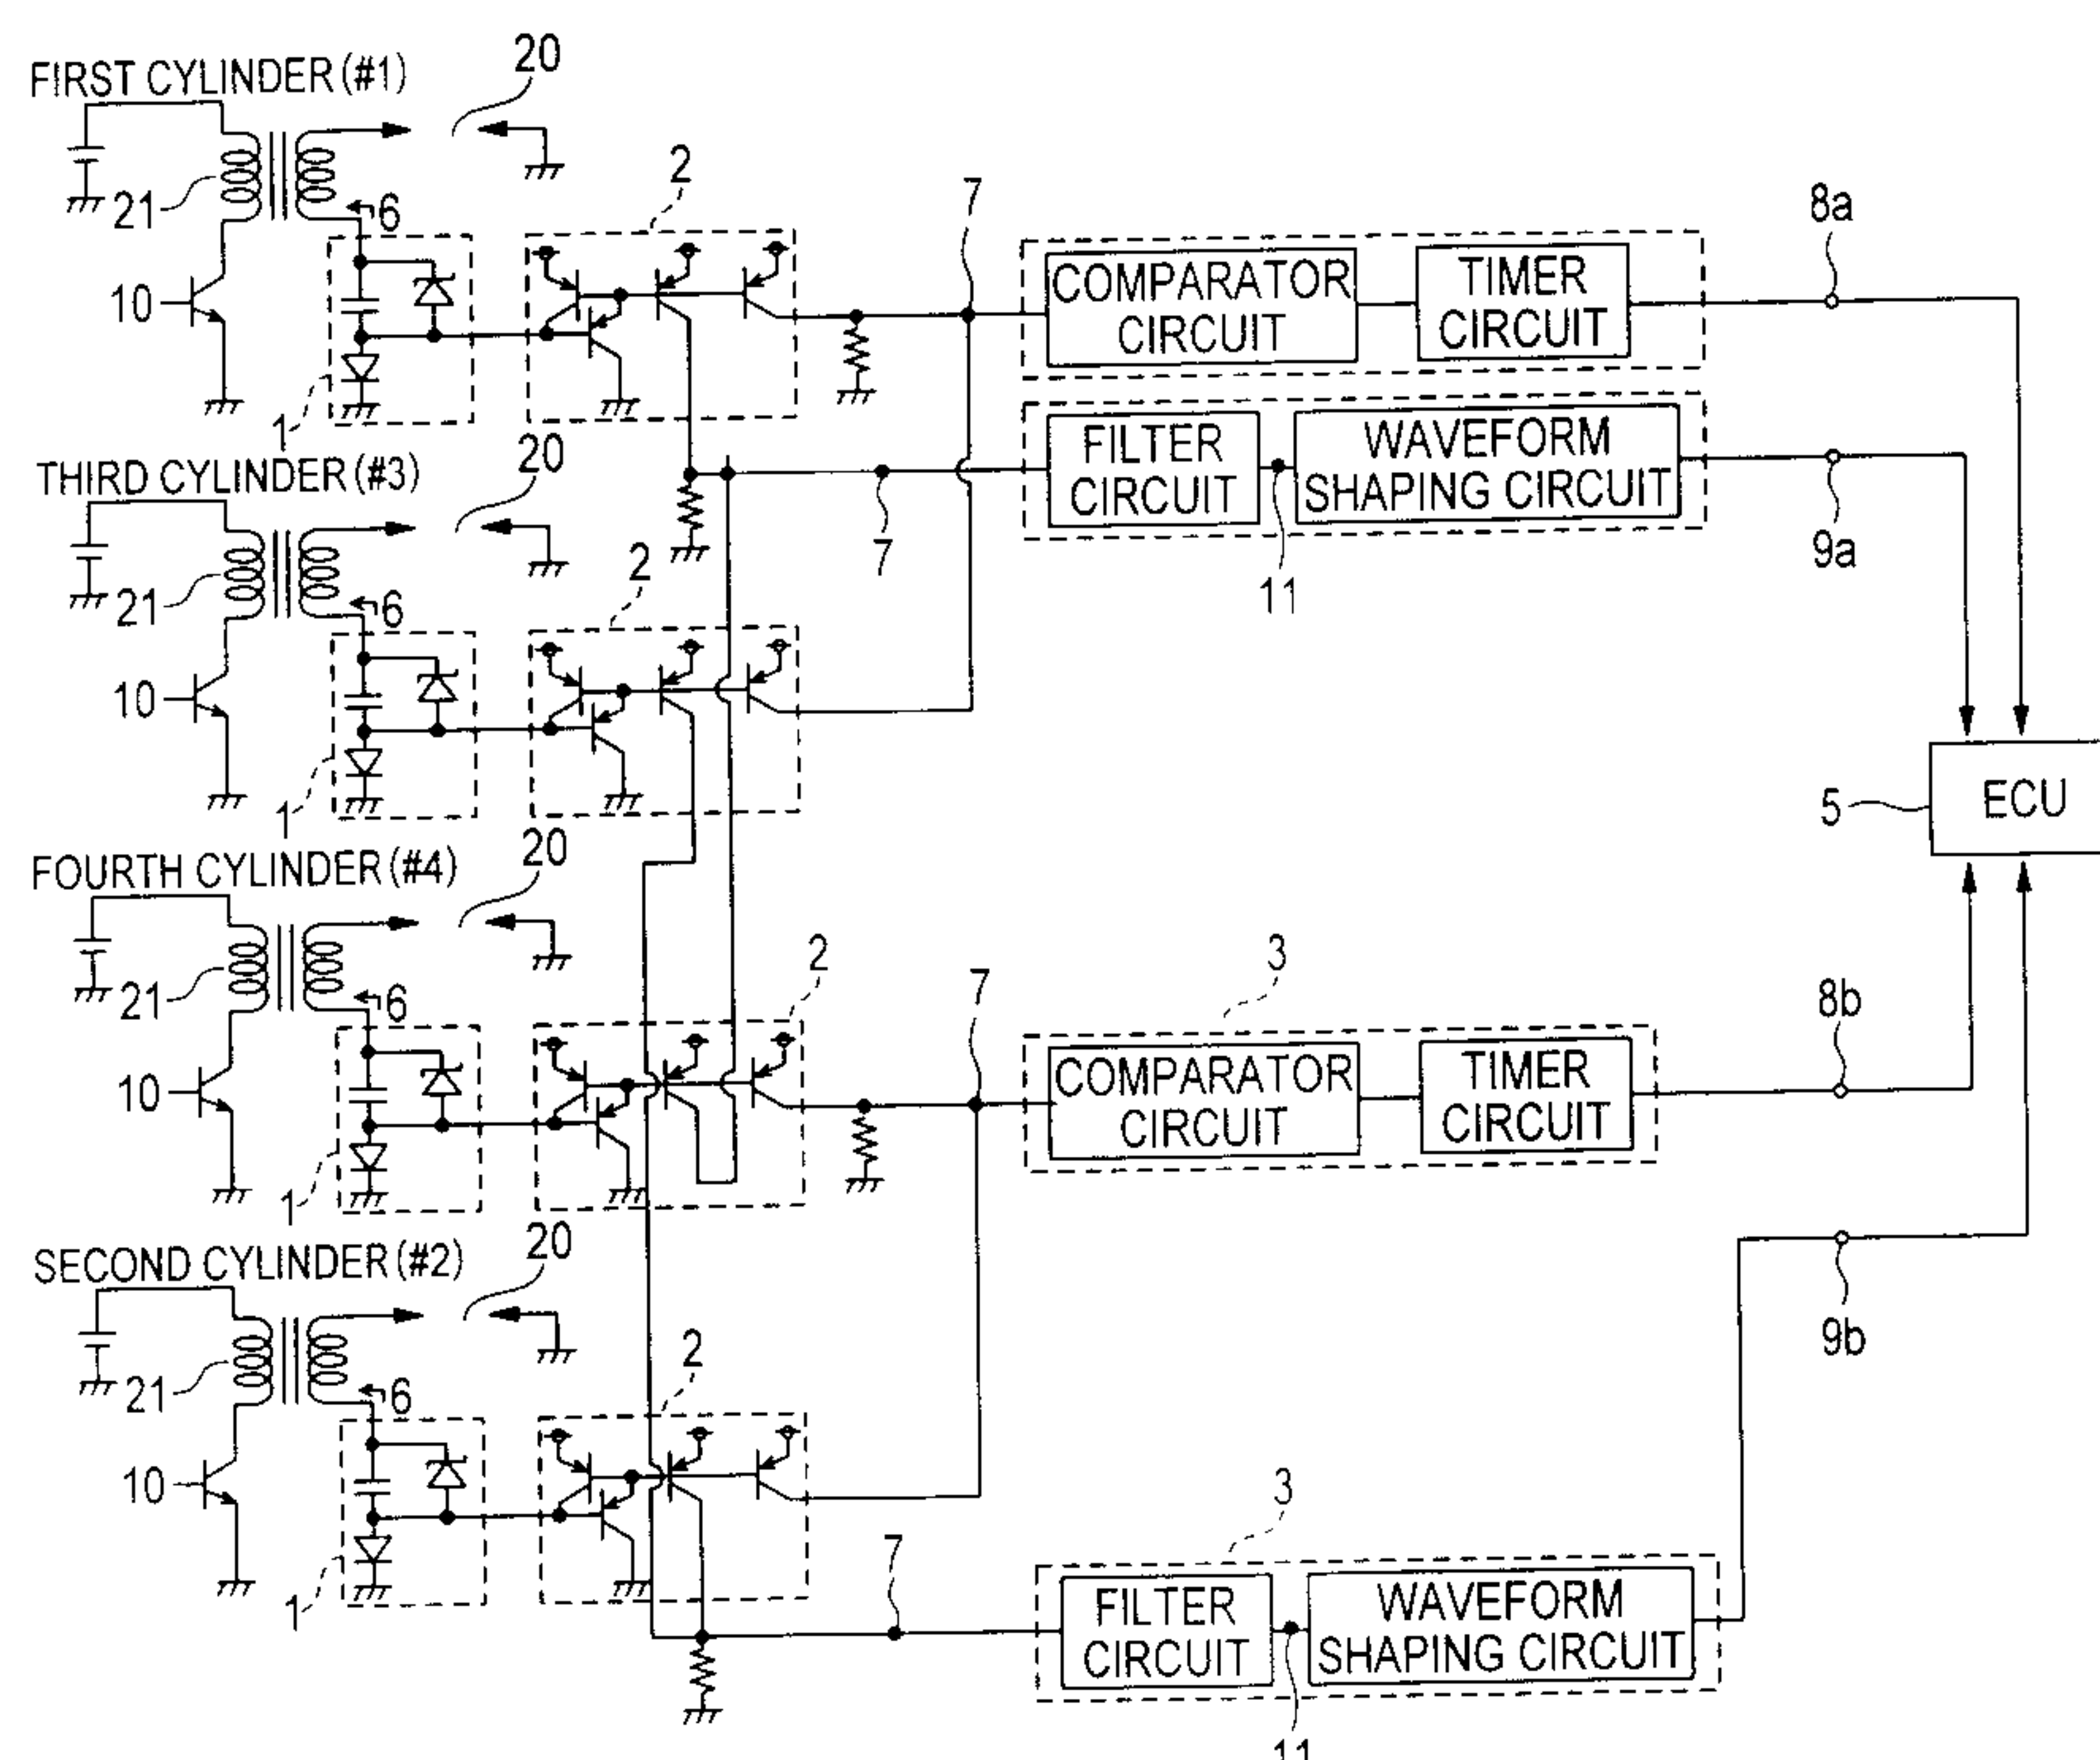 FIRST CYLINDER (#1)
20
21
6
2
7
8a
10
1
COMPARATOR
CIRCUIT
TIMER
CIRCUIT
THIRD CYLINDER (#3)
20
21
6
2
7
FILTER
CIRCUIT
11
WAVEFORM
SHAPING CIRCUIT
9a
10
1
5
ECU
FOURTH CYLINDER (#4)
20
21
6
2
7
3
8b
10
1
COMPARATOR
CIRCUIT
TIMER
CIRCUIT
SECOND CYLINDER (#2)
20
21
6
2
9b
10
1
7
3
FILTER
CIRCUIT
WAVEFORM
SHAPING CIRCUIT
11